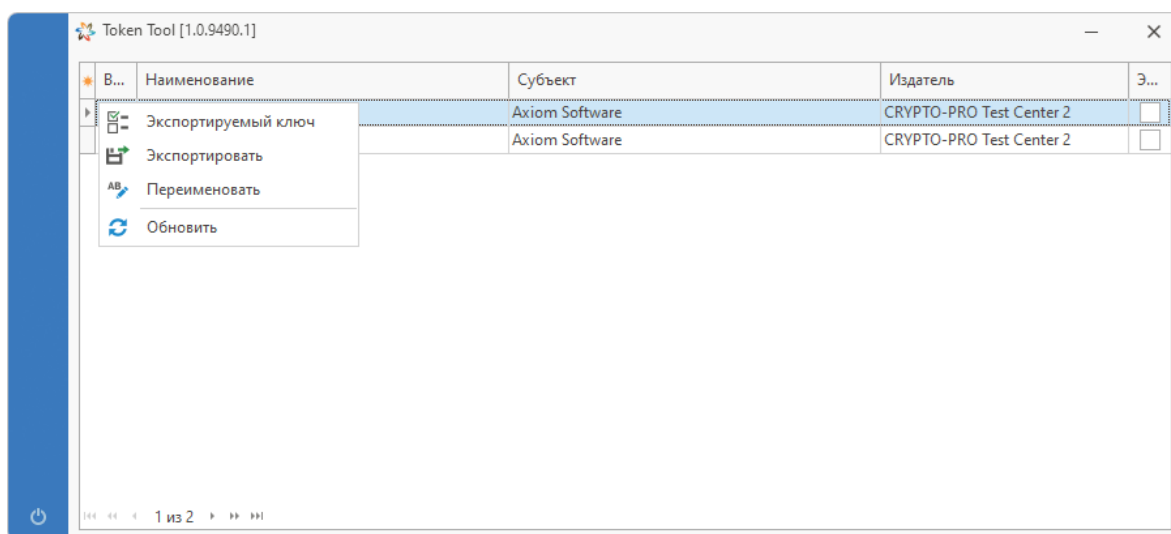 Token Tool [1.0.9490.1]
В... Наименование Субъект Издатель Э...
Axiom Software CRYPTO-PRO Test Center 2
Axiom Software CRYPTO-PRO Test Center 2
Экспортируемый ключ
Экспортировать
AB Переименовать
Обновить
1 из 2